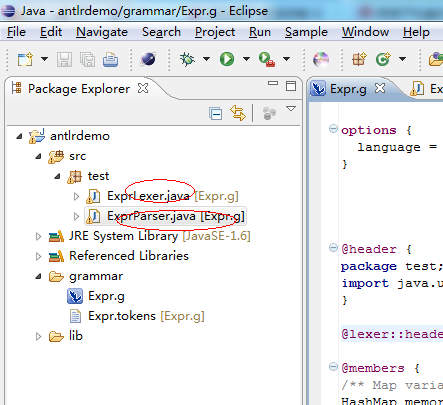 Java - antlrdemo/grammar/Expr.g - Eclipse
File Edit Navigate Search Project Run Sample Window Help
Package Explorer
Expr.g
antlrdemo
src
test
ExprLexer.java [Expr.g]
ExprParser.java [Expr.g]
JRE System Library [JavaSE-1.6]
Referenced Libraries
grammar
Expr.g
Expr.tokens [Expr.g]
lib
options {
language =
}
@header {
package test;
import java.u
}
@lexer::heade
@members {
/** Map varia
HashMap memor